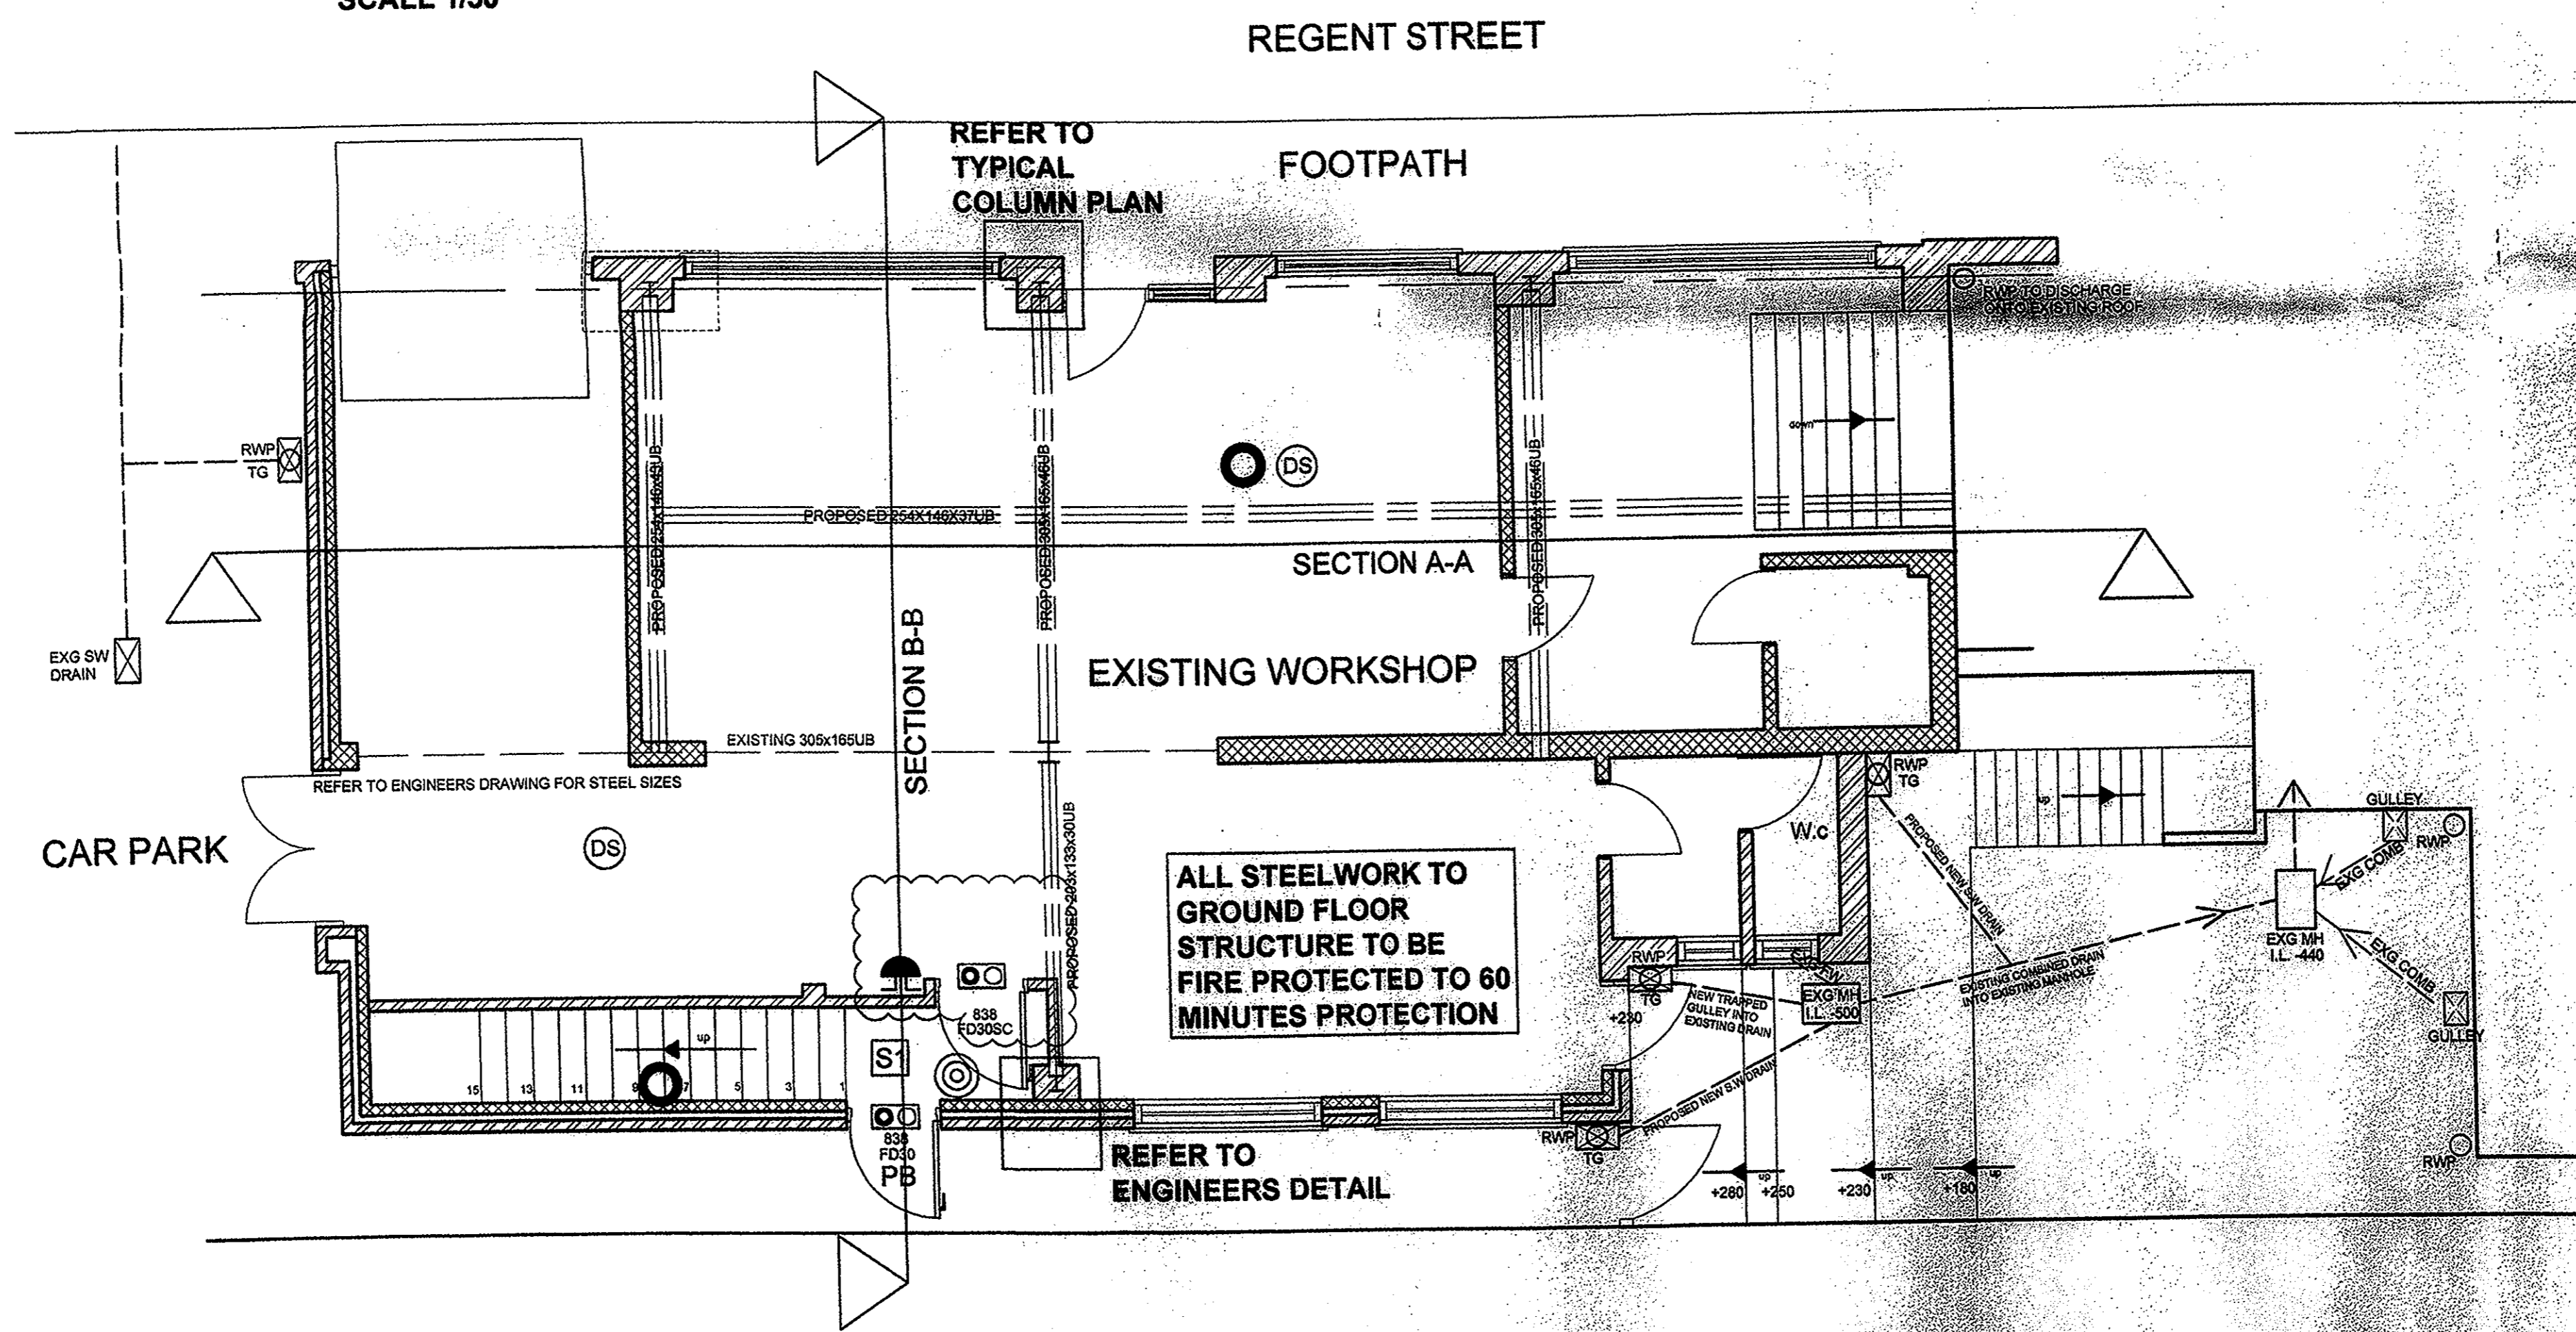 SCALE 1/50
REGENT STREET
REFER TO
TYPICAL
COLUMN PLAN
FOOTPATH
RWP TO DISCHARGE
ONTO EXISTING ROOF
RWP
TG
DS
down
PROPOSED 254x146x43UB
PROPOSED 254X146X37UB
PROPOSED 305x165x46UB
PROPOSED 305x165x46UB
SECTION A-A
EXG SW
DRAIN
SECTION B-B
EXISTING WORKSHOP
EXISTING 305x165UB
REFER TO ENGINEERS DRAWING FOR STEEL SIZES
CAR PARK
DS
PROPOSED 203x133x30UB
ALL STEELWORK TO
GROUND FLOOR
STRUCTURE TO BE
FIRE PROTECTED TO 60
MINUTES PROTECTION
W.c
RWP
TG
up
PROPOSED NEW S.W DRAIN
GULLEY
RWP
EXG COMB
EXG MH
I.L. -440
EXG COMB
GULLEY
EXISTING COMBINED DRAIN
INTO EXISTING MANHOLE
RWP
TG
NEW TRAPPED
GULLEY INTO
EXISTING DRAIN
EXG MH
I.L. -500
+230
838
FD30SC
S1
up
15
13
11
9
7
5
3
1
838
FD30
PB
PROPOSED NEW S.W DRAIN
RWP
TG
REFER TO
ENGINEERS DETAIL
+280
up
+250
+230
up
+180
up
RWP